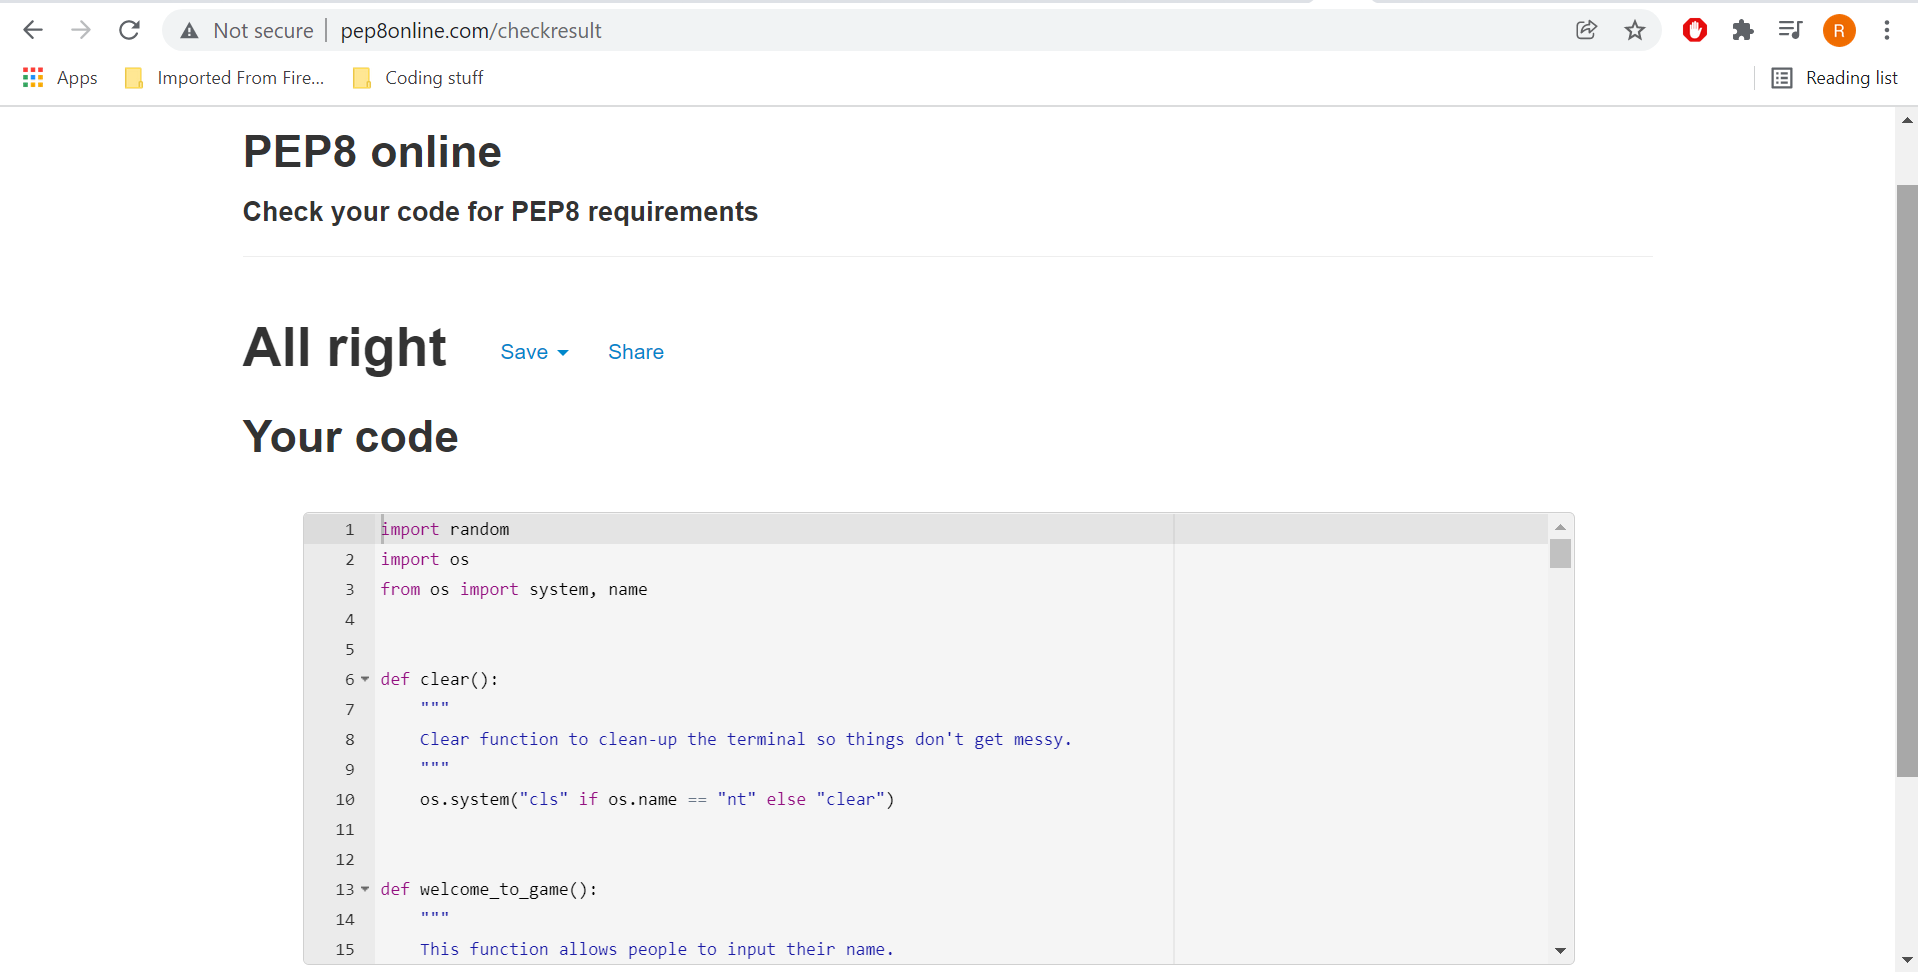 Not secure | pep8online.com/checkresult
R
Apps Imported From Fire... Coding stuff Reading list
PEP8 online
Check your code for PEP8 requirements
All right Save Share
Your code
1 import random
2 import os
3 from os import system, name
4
5
6 def clear():
7     """
8     Clear function to clean-up the terminal so things don't get messy.
9     """
10     os.system("cls" if os.name == "nt" else "clear")
11
12
13 def welcome_to_game():
14     """
15     This function allows people to input their name.